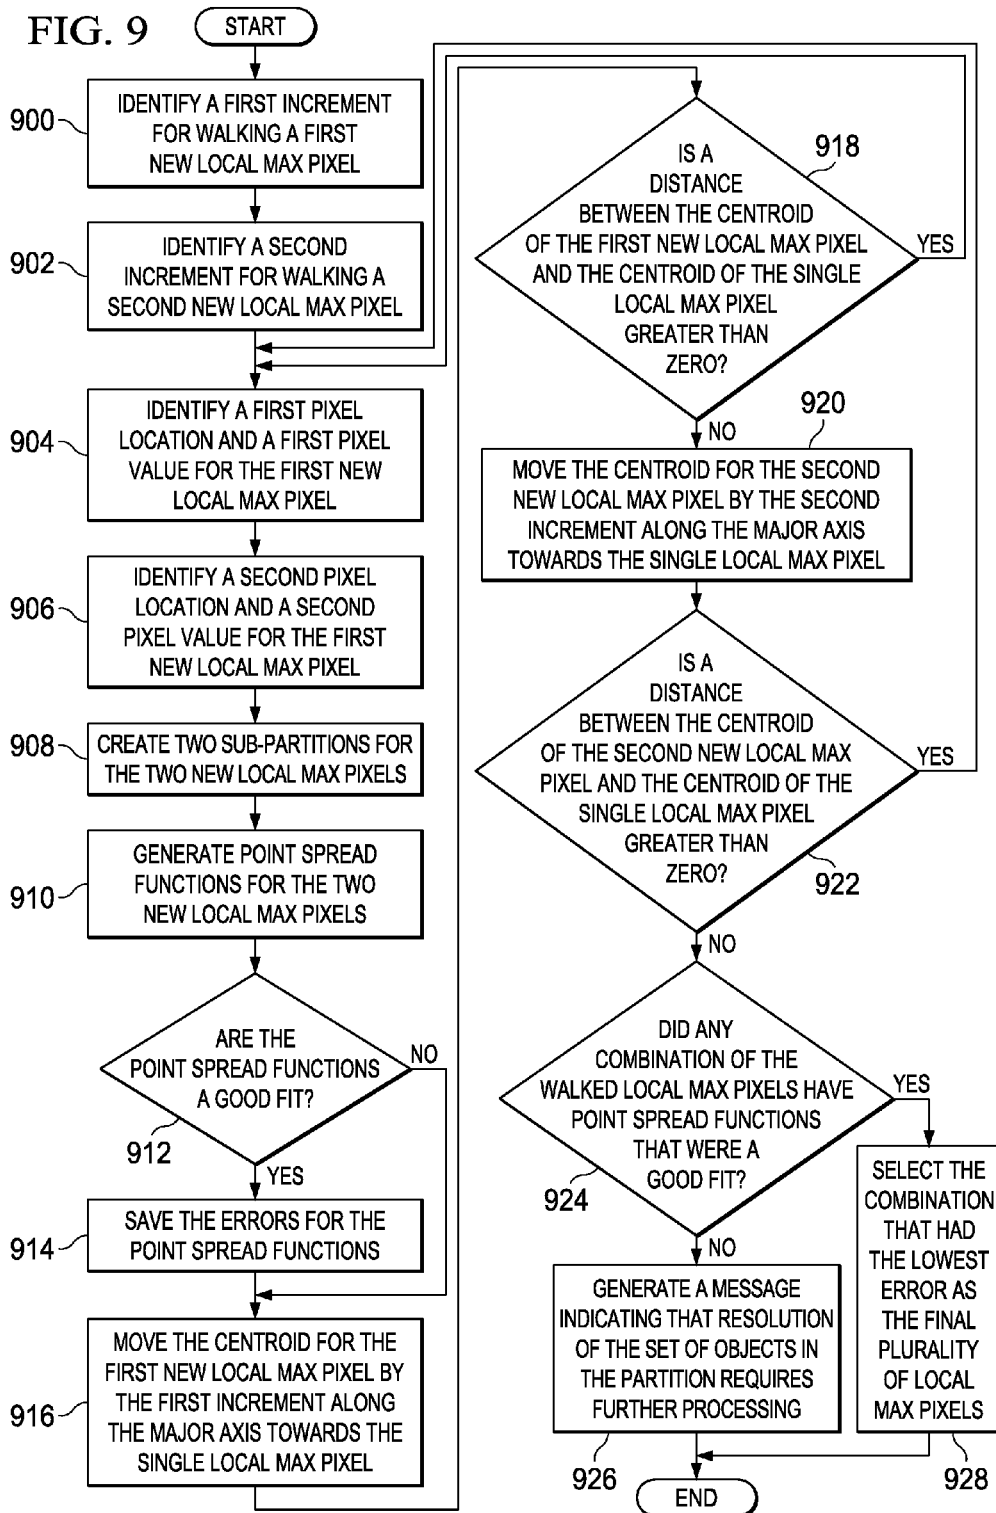 FIG. 9
START
900
IDENTIFY A FIRST INCREMENT
FOR WALKING A FIRST
NEW LOCAL MAX PIXEL
902
IDENTIFY A SECOND
INCREMENT FOR WALKING A
SECOND NEW LOCAL MAX PIXEL
904
IDENTIFY A FIRST PIXEL
LOCATION AND A FIRST PIXEL
VALUE FOR THE FIRST NEW
LOCAL MAX PIXEL
906
IDENTIFY A SECOND PIXEL
LOCATION AND A SECOND
PIXEL VALUE FOR THE FIRST
NEW LOCAL MAX PIXEL
908
CREATE TWO SUB-PARTITIONS FOR
THE TWO NEW LOCAL MAX PIXELS
910
GENERATE POINT SPREAD
FUNCTIONS FOR THE TWO
NEW LOCAL MAX PIXELS
ARE THE
POINT SPREAD FUNCTIONS
A GOOD FIT?
NO
912
YES
914
SAVE THE ERRORS FOR THE
POINT SPREAD FUNCTIONS
916
MOVE THE CENTROID FOR THE
FIRST NEW LOCAL MAX PIXEL BY
THE FIRST INCREMENT ALONG
THE MAJOR AXIS TOWARDS THE
SINGLE LOCAL MAX PIXEL
918
IS A
DISTANCE
BETWEEN THE CENTROID
OF THE FIRST NEW LOCAL MAX PIXEL
AND THE CENTROID OF THE SINGLE
LOCAL MAX PIXEL
GREATER THAN
ZERO?
YES
NO
920
MOVE THE CENTROID FOR THE SECOND
NEW LOCAL MAX PIXEL BY THE SECOND
INCREMENT ALONG THE MAJOR AXIS
TOWARDS THE SINGLE LOCAL MAX PIXEL
IS A
DISTANCE
BETWEEN THE CENTROID
OF THE SECOND NEW LOCAL MAX
PIXEL AND THE CENTROID OF THE
SINGLE LOCAL MAX PIXEL
GREATER THAN
ZERO?
YES
922
NO
DID ANY
COMBINATION OF THE
WALKED LOCAL MAX PIXELS HAVE
POINT SPREAD FUNCTIONS
THAT WERE A
GOOD FIT?
YES
924
NO
GENERATE A MESSAGE
INDICATING THAT RESOLUTION
OF THE SET OF OBJECTS IN
THE PARTITION REQUIRES
FURTHER PROCESSING
926
SELECT THE
COMBINATION
THAT HAD
THE LOWEST
ERROR AS
THE FINAL
PLURALITY
OF LOCAL
MAX PIXELS
928
END